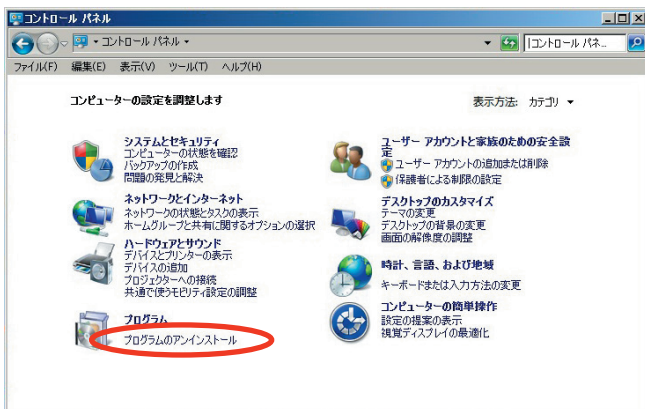 コントロール パネル
コントロール パネル
コントロール パネ...
ファイル(F) 編集(E) 表示(V) ツール(T) ヘルプ(H)
コンピューターの設定を調整します
表示方法: カテゴリ
システムとセキュリティ
コンピューターの状態を確認
バックアップの作成
問題の発見と解決
ネットワークとインターネット
ネットワークの状態とタスクの表示
ホームグループと共有に関するオプションの選択
ハードウェアとサウンド
デバイスとプリンターの表示
デバイスの追加
プロジェクターへの接続
共通で使うモビリティ設定の調整
プログラム
プログラムのアンインストール
ユーザー アカウントと家族のための安全設
定
ユーザー アカウントの追加または削除
保護者による制限の設定
デスクトップのカスタマイズ
テーマの変更
デスクトップの背景の変更
画面の解像度の調整
時計、言語、および地域
キーボードまたは入力方法の変更
コンピューターの簡単操作
設定の提案の表示
視覚ディスプレイの最適化